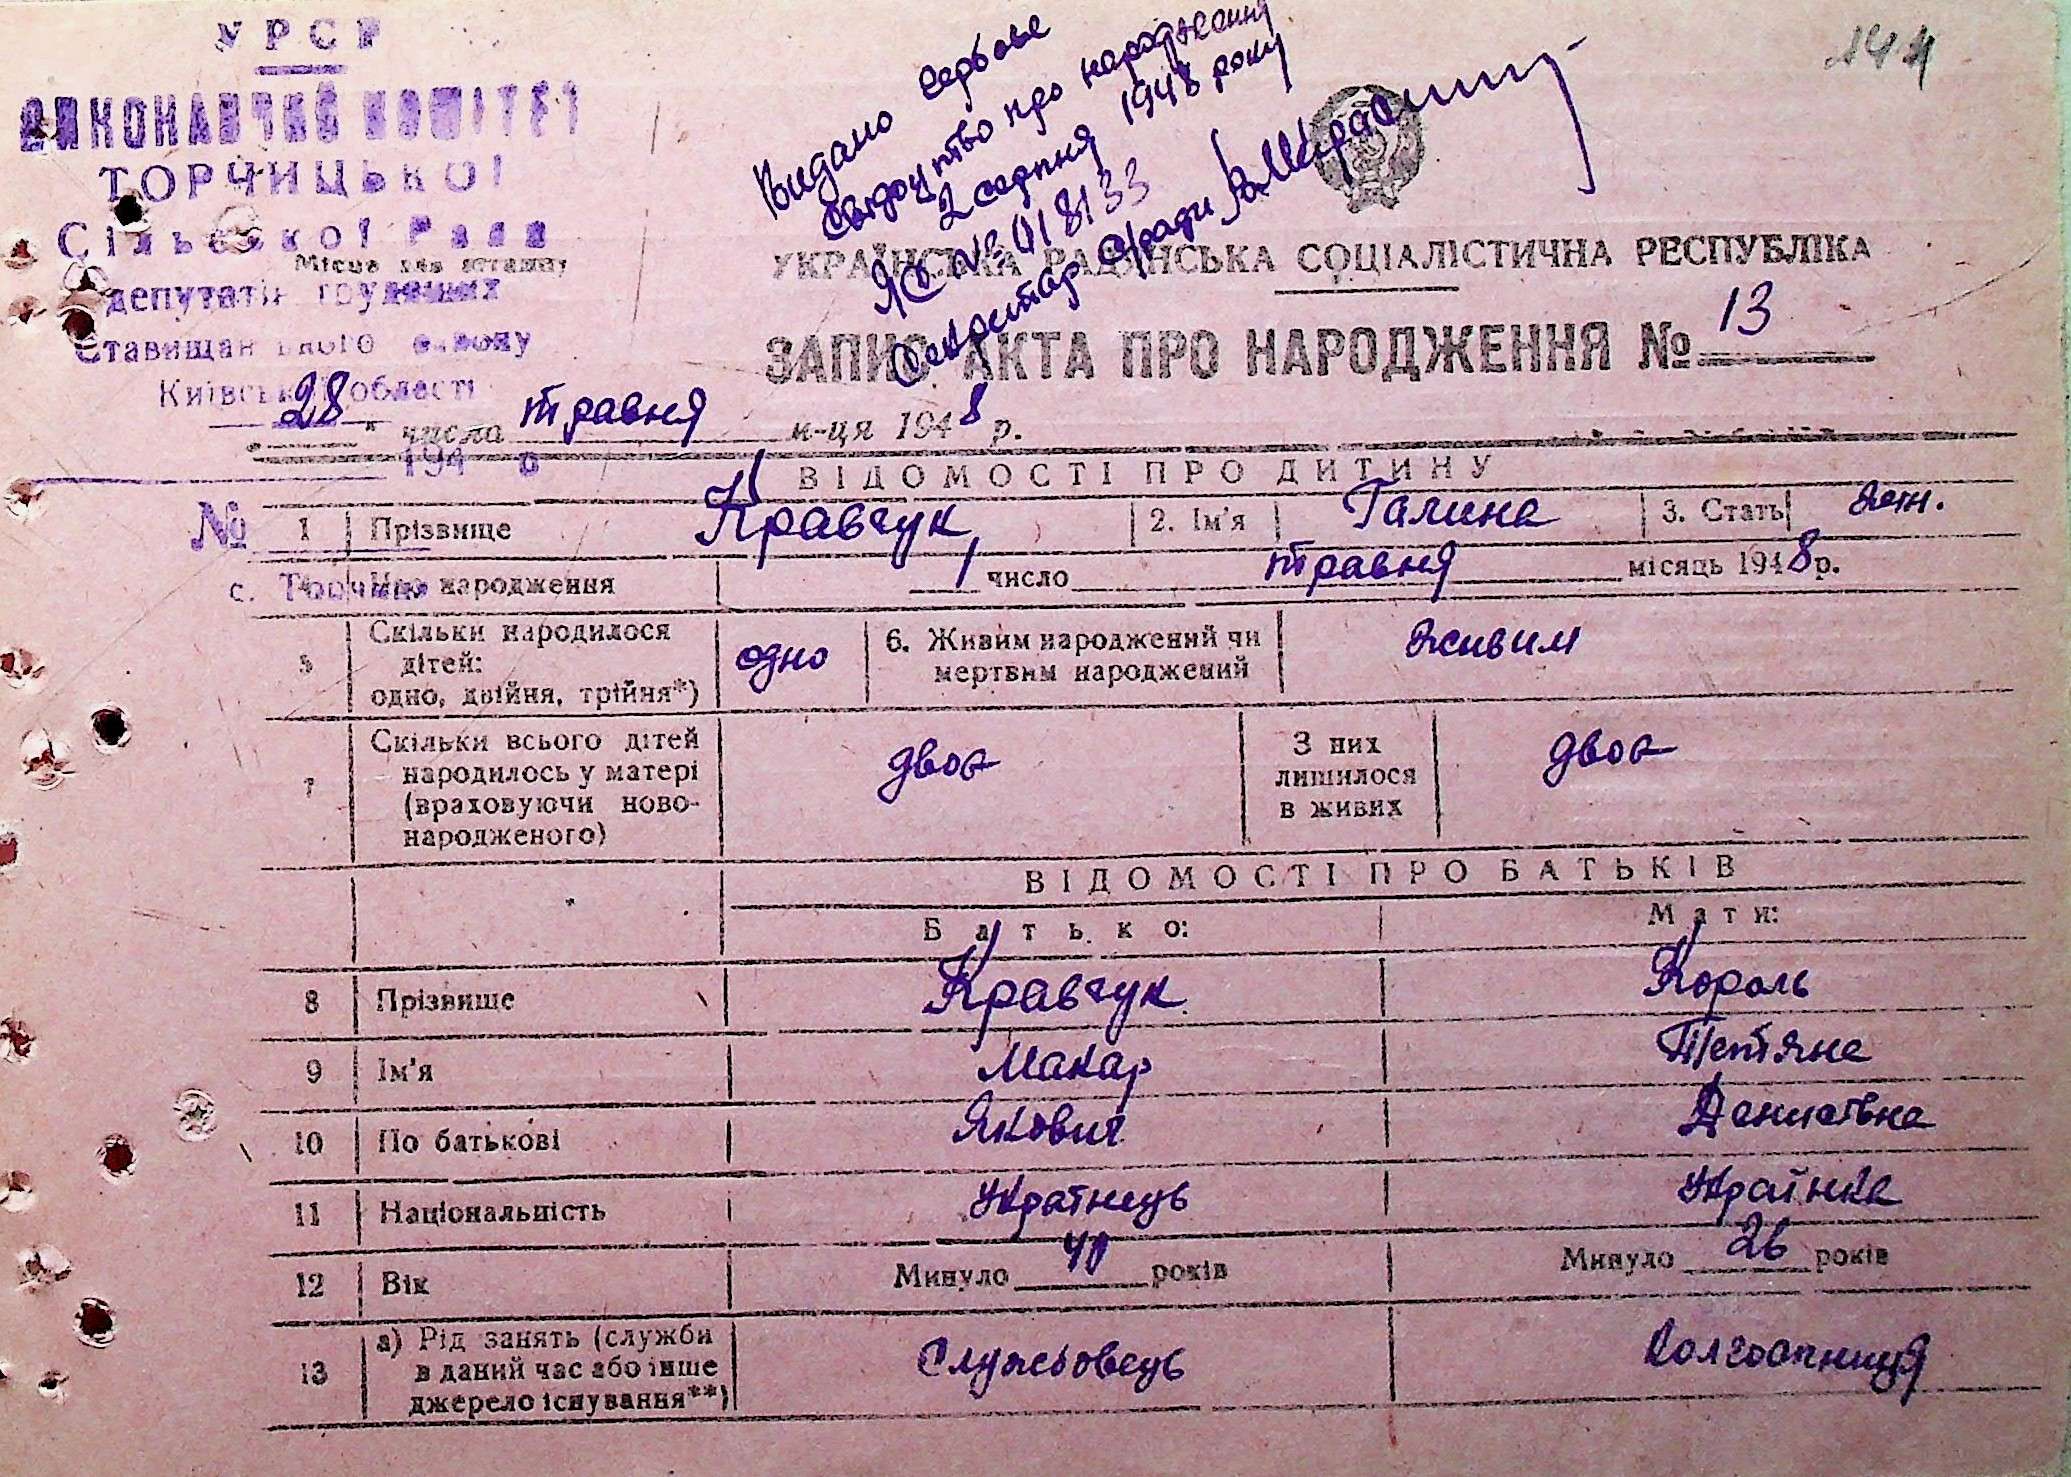 УРСР
ВИКОНАВЧИЙ КОМІТЕТ
ТОРЧИЦЬКОЇ
Сільської Ради
Місце для штампу
депутатів трудящих
Ставищанського району
Київської області
194 р
№
с. Торчиця
Видано
свідоцтво про народження
2 серпня 1948 року
ЯС № 018133
Секретар с/ради
144
УКРАЇНСЬКА РАДЯНСЬКА СОЦІАЛІСТИЧНА РЕСПУБЛІКА
ЗАПИС АКТА ПРО НАРОДЖЕННЯ № 13
28 " числа травня м-ця 1948 р.
ВІДОМОСТІ ПРО ДИТИНУ
1 Прізвище Кравчук 2. Ім'я Галина 3. Стать жін.
народження 1 число травня місяць 1948 р.
5 Скільки народилося дітей: одно, двійня, трійня*) одно 6. Живим народжений чи мертвим народжений живим
7 Скільки всього дітей народилось у матері (враховуючи ново-народженого) двоє З них лишилося в живих двоє
ВІДОМОСТІ ПРО БАТЬКІВ
Батько: Мати:
8 Прізвище Кравчук Король
9 Ім'я Макар Тетяна
10 По батькові Якович Денисівна
11 Національність Українець Українка
12 Вік Минуло 40 років Минуло 26 років
13 а) Рід занять (служби в даний час або інше джерело існування**) Службовець Колгоспниця